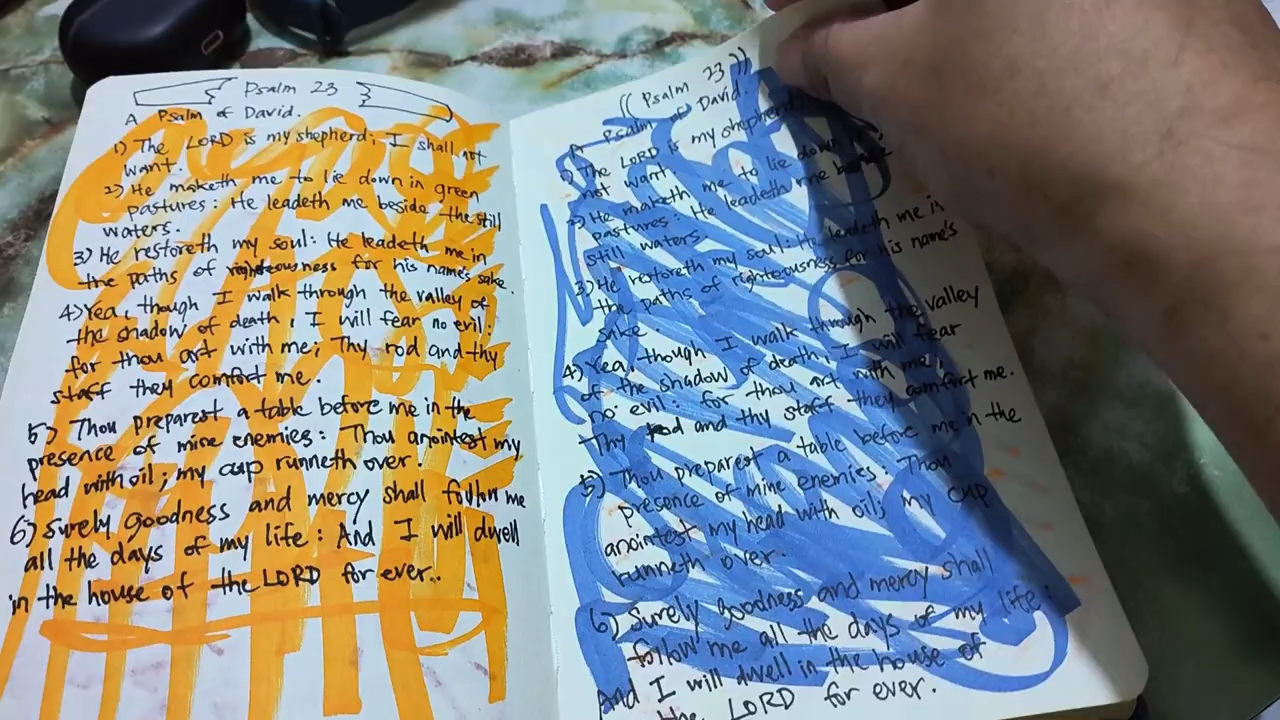 Psalm 23
A Psalm of David.
1) The LORD is my shepherd; I shall not
want.
2) He maketh me to lie down in green
pastures: He leadeth me beside the still
waters.
3) He restoreth my soul: He leadeth me in
the paths of righteousness for his name's sake.
4) Yea, though I walk through the valley of
the shadow of death, I will fear no evil:
for thou art with me; Thy rod and thy
staff they comfort me.
5) Thou preparest a table before me in the
presence of mine enemies: Thou anointest my
head with oil; my cup runneth over.
6) Surely goodness and mercy shall follow me
all the days of my life: And I will dwell
in the house of the LORD for ever..
(( Psalm 23 ))
A Psalm of David
1) The LORD is my shepherd
not want.
2) He maketh me to lie down
pastures: He leadeth me beside
still waters.
3) He restoreth my soul: He leadeth me in
the paths of righteousness for his name's
sake.
4) Yea, though I walk through the valley
of the shadow of death, I will fear
no evil: for thou art with me;
Thy rod and thy staff they comfort me.
5) Thou preparest a table before me in the
presence of mine enemies: Thou
anointest my head with oil; my cup
runneth over.
6) Surely goodness and mercy shall
follow me all the days of my life:
And I will dwell in the house of
the LORD for ever.